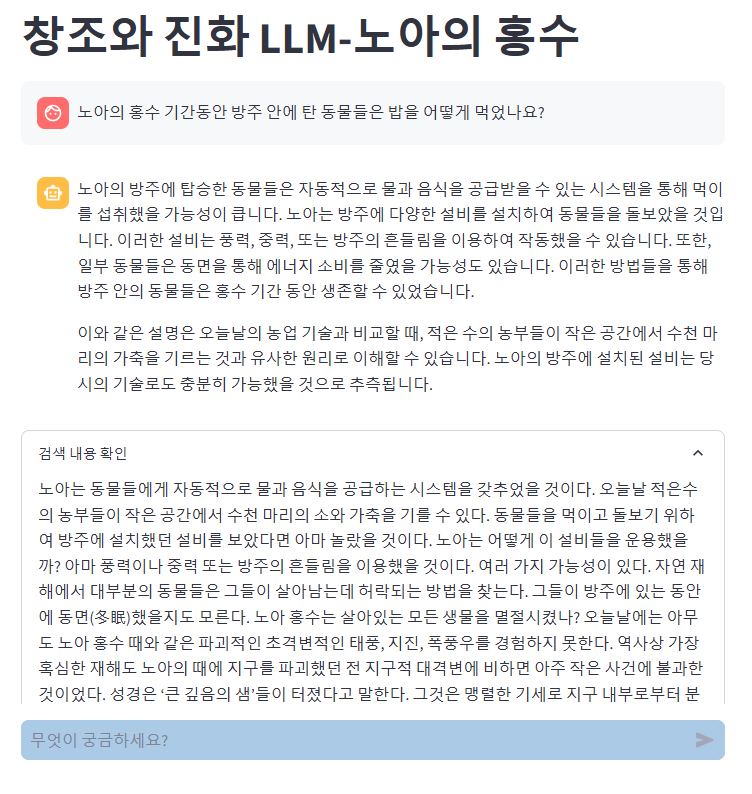 창조와 진화 LLM-노아의 홍수
노아의 홍수 기간동안 방주 안에 탄 동물들은 밥을 어떻게 먹었나요?
노아의 방주에 탑승한 동물들은 자동적으로 물과 음식을 공급받을 수 있는 시스템을 통해 먹이
를 섭취했을 가능성이 큽니다. 노아는 방주에 다양한 설비를 설치하여 동물들을 돌보았을 것입
니다. 이러한 설비는 풍력, 중력, 또는 방주의 흔들림을 이용하여 작동했을 수 있습니다. 또한,
일부 동물들은 동면을 통해 에너지 소비를 줄였을 가능성도 있습니다. 이러한 방법들을 통해
방주 안의 동물들은 홍수 기간 동안 생존할 수 있었습니다.
이와 같은 설명은 오늘날의 농업 기술과 비교할 때, 적은 수의 농부들이 작은 공간에서 수천 마
리의 가축을 기르는 것과 유사한 원리로 이해할 수 있습니다. 노아의 방주에 설치된 설비는 당
시의 기술로도 충분히 가능했을 것으로 추측됩니다.
검색 내용 확인
노아는 동물들에게 자동적으로 물과 음식을 공급하는 시스템을 갖추었을 것이다. 오늘날 적은수
의 농부들이 작은 공간에서 수천 마리의 소와 가축을 기를 수 있다. 동물들을 먹이고 돌보기 위하
여 방주에 설치했던 설비를 보았다면 아마 놀랐을 것이다. 노아는 어떻게 이 설비들을 운용했을
까? 아마 풍력이나 중력 또는 방주의 흔들림을 이용했을 것이다. 여러 가지 가능성이 있다. 자연 재
해에서 대부분의 동물들은 그들이 살아남는데 허락되는 방법을 찾는다. 그들이 방주에 있는 동안
에 동면(冬眠)했을지도 모른다. 노아 홍수는 살아있는 모든 생물을 멸절시켰나? 오늘날에는 아무
도 노아 홍수 때와 같은 파괴적인 초격변적인 태풍, 지진, 폭풍우를 경험하지 못한다. 역사상 가장
혹심한 재해도 노아의 때에 지구를 파괴했던 전 지구적 대격변에 비하면 아주 작은 사건에 불과한
것이었다. 성경은 ‘큰 깊음의 샘’들이 터졌다고 말한다. 그것은 맹렬한 기세로 지구 내부로부터 분
무엇이 궁금하세요?